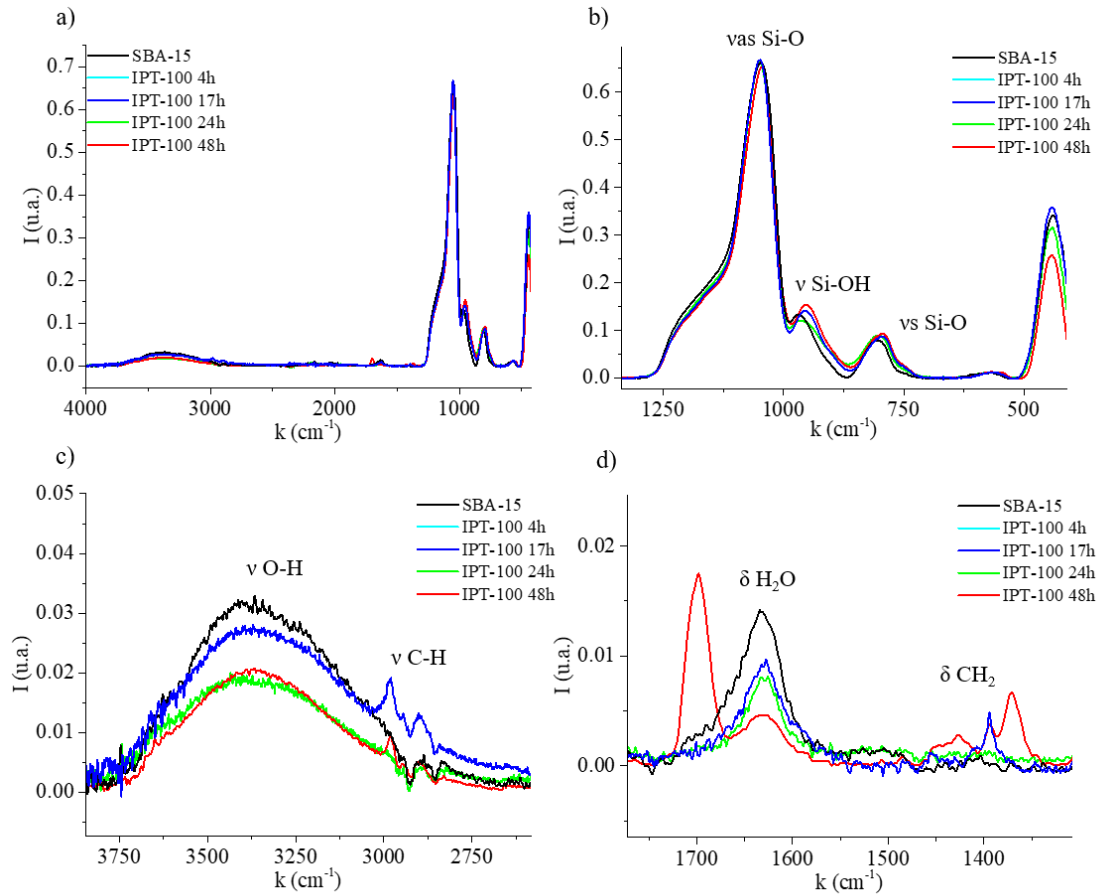 a)
SBA-15
IPT-100 4h
IPT-100 17h
IPT-100 24h
IPT-100 48h
0.7
0.6
0.5
0.4
0.3
0.2
0.1
0.0
I (u.a.)
4000 3000 2000 1000
k (cm⁻¹)
b)
νas Si-O
SBA-15
IPT-100 4h
IPT-100 17h
IPT-100 24h
IPT-100 48h
0.6
0.5
0.4
0.3
0.2
0.1
0.0
I (u.a.)
ν Si-OH
νs Si-O
1250 1000 750 500
k (cm⁻¹)
c)
0.05
0.04
0.03
0.02
0.01
0.00
I (u.a.)
SBA-15
IPT-100 4h
IPT-100 17h
IPT-100 24h
IPT-100 48h
ν O-H
ν C-H
3750 3500 3250 3000 2750
k (cm⁻¹)
d)
SBA-15
IPT-100 4h
IPT-100 17h
IPT-100 24h
IPT-100 48h
0.02
0.01
0.00
I (u.a.)
δ H₂O
δ CH₂
1700 1600 1500 1400
k (cm⁻¹)